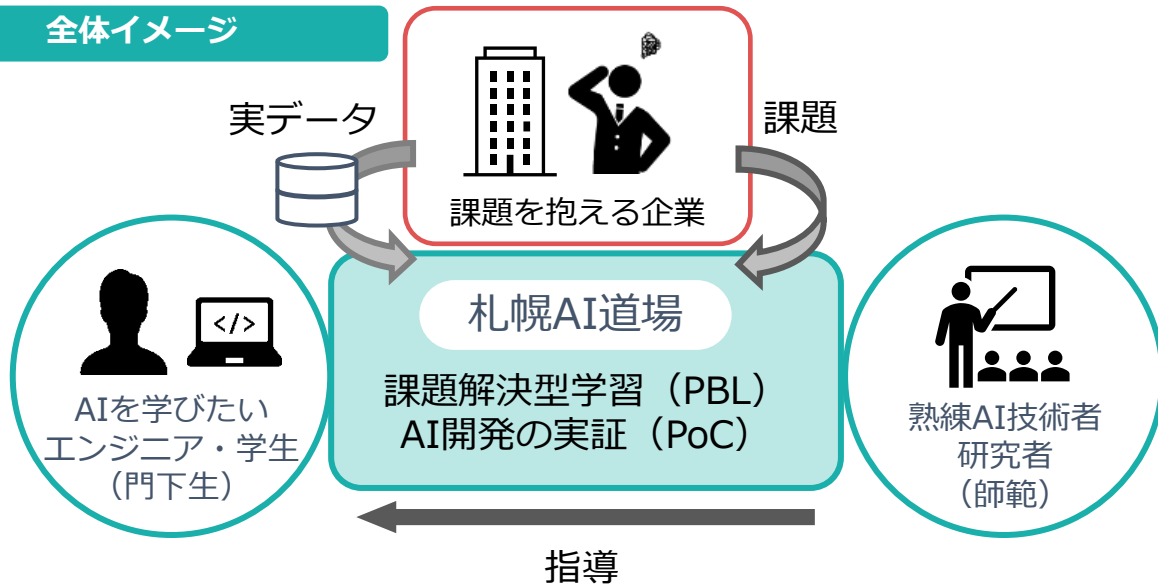 全体イメージ
実データ
課題
課題を抱える企業
札幌AI道場
課題解決型学習（PBL）
AI開発の実証（PoC）
</>
AIを学びたい
エンジニア・学生
（門下生）
熟練AI技術者
研究者
（師範）
指導